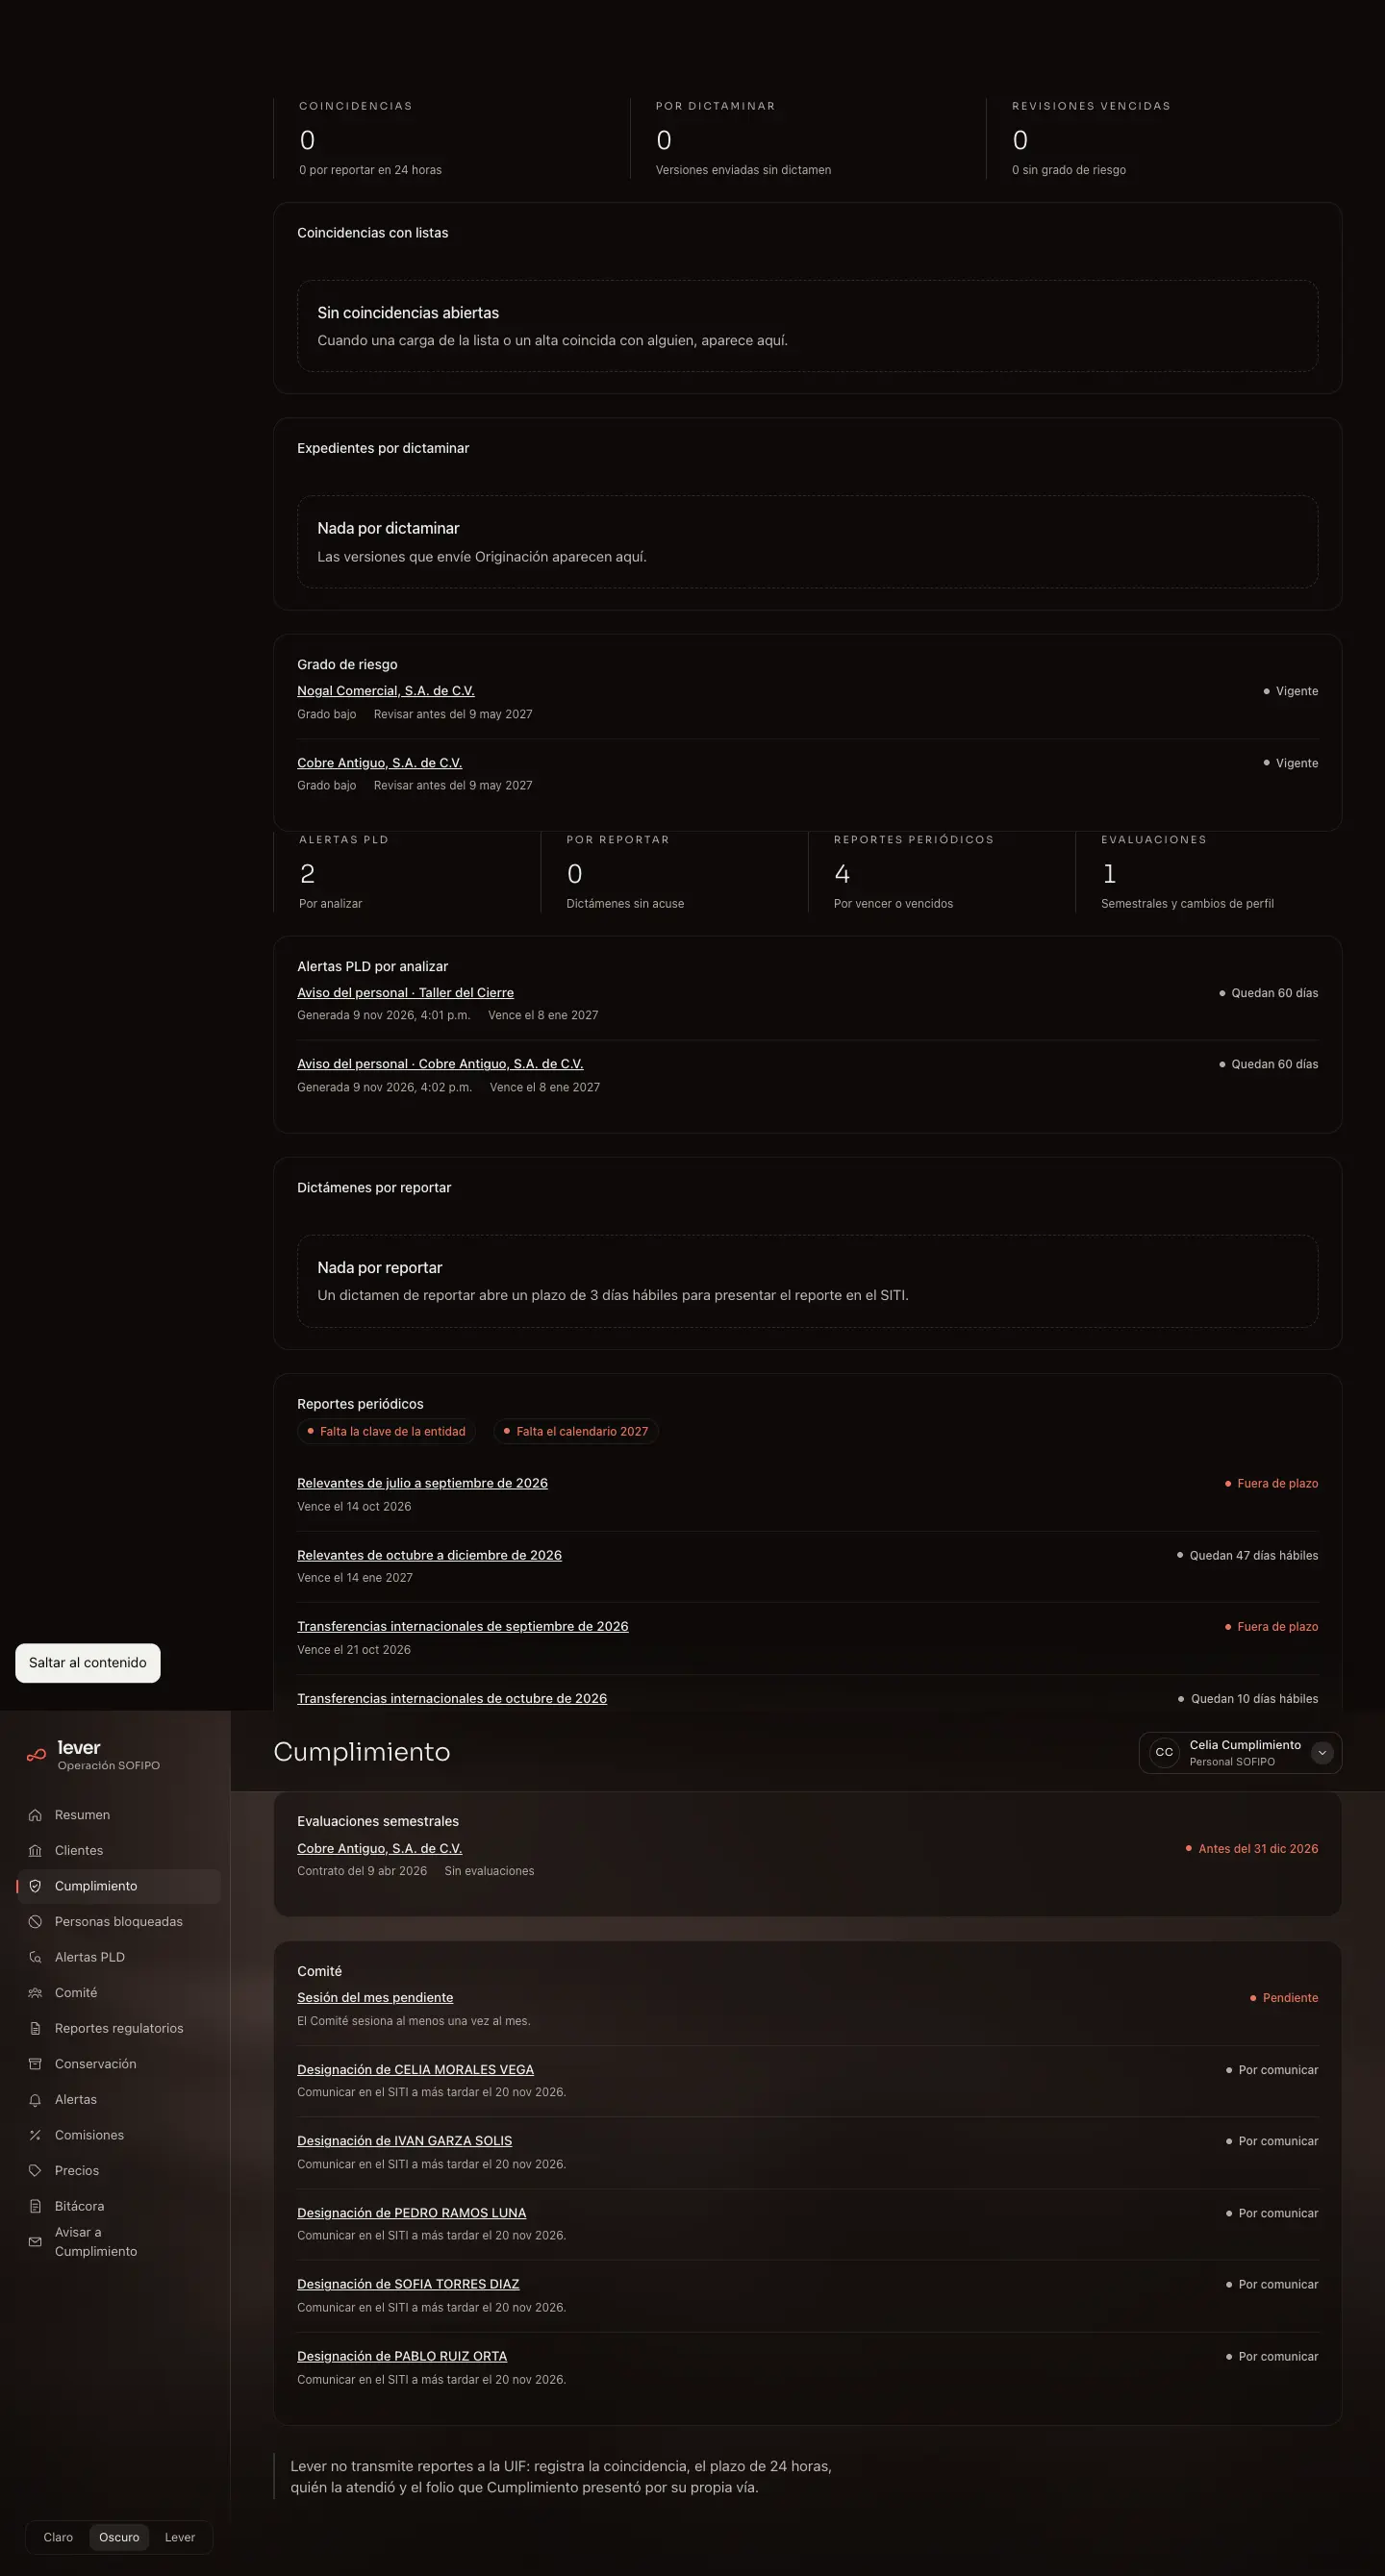 COINCIDENCIAS
0
0 por reportar en 24 horas
POR DICTAMINAR
0
Versiones enviadas sin dictamen
REVISIONES VENCIDAS
0
0 sin grado de riesgo
Coincidencias con listas
Sin coincidencias abiertas
Cuando una carga de la lista o un alta coincida con alguien, aparece aquí.
Expedientes por dictaminar
Nada por dictaminar
Las versiones que envíe Originación aparecen aquí.
Grado de riesgo
Nogal Comercial, S.A. de C.V.
Vigente
Grado bajo Revisar antes del 9 may 2027
Cobre Antiguo, S.A. de C.V.
Vigente
Grado bajo Revisar antes del 9 may 2027
ALERTAS PLD
2
Por analizar
POR REPORTAR
0
Dictámenes sin acuse
REPORTES PERIÓDICOS
4
Por vencer o vencidos
EVALUACIONES
1
Semestrales y cambios de perfil
Alertas PLD por analizar
Aviso del personal · Taller del Cierre
Quedan 60 días
Generada 9 nov 2026, 4:01 p.m. Vence el 8 ene 2027
Aviso del personal · Cobre Antiguo, S.A. de C.V.
Quedan 60 días
Generada 9 nov 2026, 4:02 p.m. Vence el 8 ene 2027
Dictámenes por reportar
Nada por reportar
Un dictamen de reportar abre un plazo de 3 días hábiles para presentar el reporte en el SITI.
Reportes periódicos
Falta la clave de la entidad
Falta el calendario 2027
Relevantes de julio a septiembre de 2026
Fuera de plazo
Vence el 14 oct 2026
Relevantes de octubre a diciembre de 2026
Quedan 47 días hábiles
Vence el 14 ene 2027
Transferencias internacionales de septiembre de 2026
Fuera de plazo
Vence el 21 oct 2026
Transferencias internacionales de octubre de 2026
Quedan 10 días hábiles
Saltar al contenido
lever
Operación SOFIPO
Resumen
Clientes
Cumplimiento
Personas bloqueadas
Alertas PLD
Comité
Reportes regulatorios
Conservación
Alertas
Comisiones
Precios
Bitácora
Avisar a
Cumplimiento
Claro
Oscuro
Lever
Cumplimiento
CC
Celia Cumplimiento
Personal SOFIPO
Evaluaciones semestrales
Cobre Antiguo, S.A. de C.V.
Antes del 31 dic 2026
Contrato del 9 abr 2026 Sin evaluaciones
Comité
Sesión del mes pendiente
Pendiente
El Comité sesiona al menos una vez al mes.
Designación de CELIA MORALES VEGA
Por comunicar
Comunicar en el SITI a más tardar el 20 nov 2026.
Designación de IVAN GARZA SOLIS
Por comunicar
Comunicar en el SITI a más tardar el 20 nov 2026.
Designación de PEDRO RAMOS LUNA
Por comunicar
Comunicar en el SITI a más tardar el 20 nov 2026.
Designación de SOFIA TORRES DIAZ
Por comunicar
Comunicar en el SITI a más tardar el 20 nov 2026.
Designación de PABLO RUIZ ORTA
Por comunicar
Comunicar en el SITI a más tardar el 20 nov 2026.
Lever no transmite reportes a la UIF: registra la coincidencia, el plazo de 24 horas,
quién la atendió y el folio que Cumplimiento presentó por su propia vía.